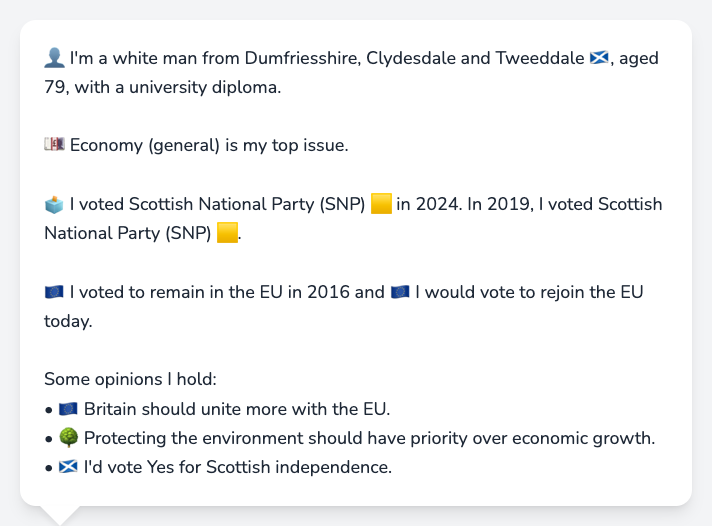 I'm a white man from Dumfriesshire, Clydesdale and Tweeddale 🏴󠁧󠁢󠁳󠁣󠁴󠁿, aged
79, with a university diploma.
Economy (general) is my top issue.
I voted Scottish National Party (SNP) 🟨 in 2024. In 2019, I voted Scottish
National Party (SNP) 🟨.
🇪🇺 I voted to remain in the EU in 2016 and 🇪🇺 I would vote to rejoin the EU
today.
Some opinions I hold:
• 🇪🇺 Britain should unite more with the EU.
• 🌳 Protecting the environment should have priority over economic growth.
• 🏴󠁧󠁢󠁳󠁣󠁴󠁿 I'd vote Yes for Scottish independence.